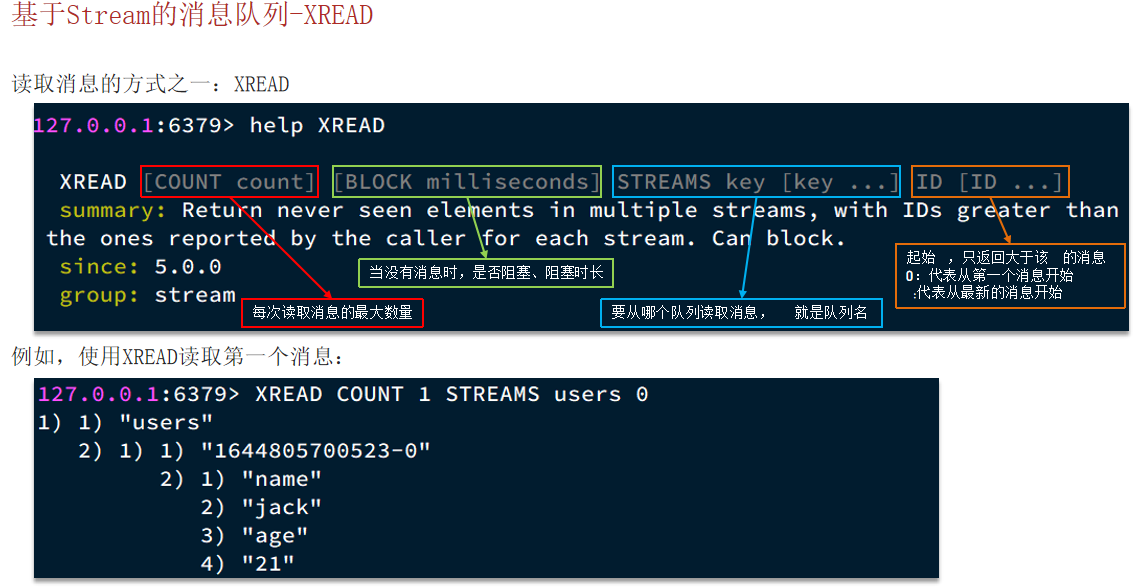 基于Stream的消息队列-XREAD
读取消息的方式之一：XREAD
127.0.0.1:6379> help XREAD
XREAD [COUNT count] [BLOCK milliseconds] STREAMS key [key ...] ID [ID ...]
summary: Return never seen elements in multiple streams, with IDs greater than
the ones reported by the caller for each stream. Can block.
since: 5.0.0
group: stream
当没有消息时，是否阻塞、阻塞时长
起始 ，只返回大于该 的消息
0：代表从第一个消息开始
:代表从最新的消息开始
每次读取消息的最大数量
要从哪个队列读取消息， 就是队列名
例如，使用XREAD读取第一个消息：
127.0.0.1:6379> XREAD COUNT 1 STREAMS users 0
1) 1) "users"
2) 1) 1) "1644805700523-0"
2) 1) "name"
2) "jack"
3) "age"
4) "21"